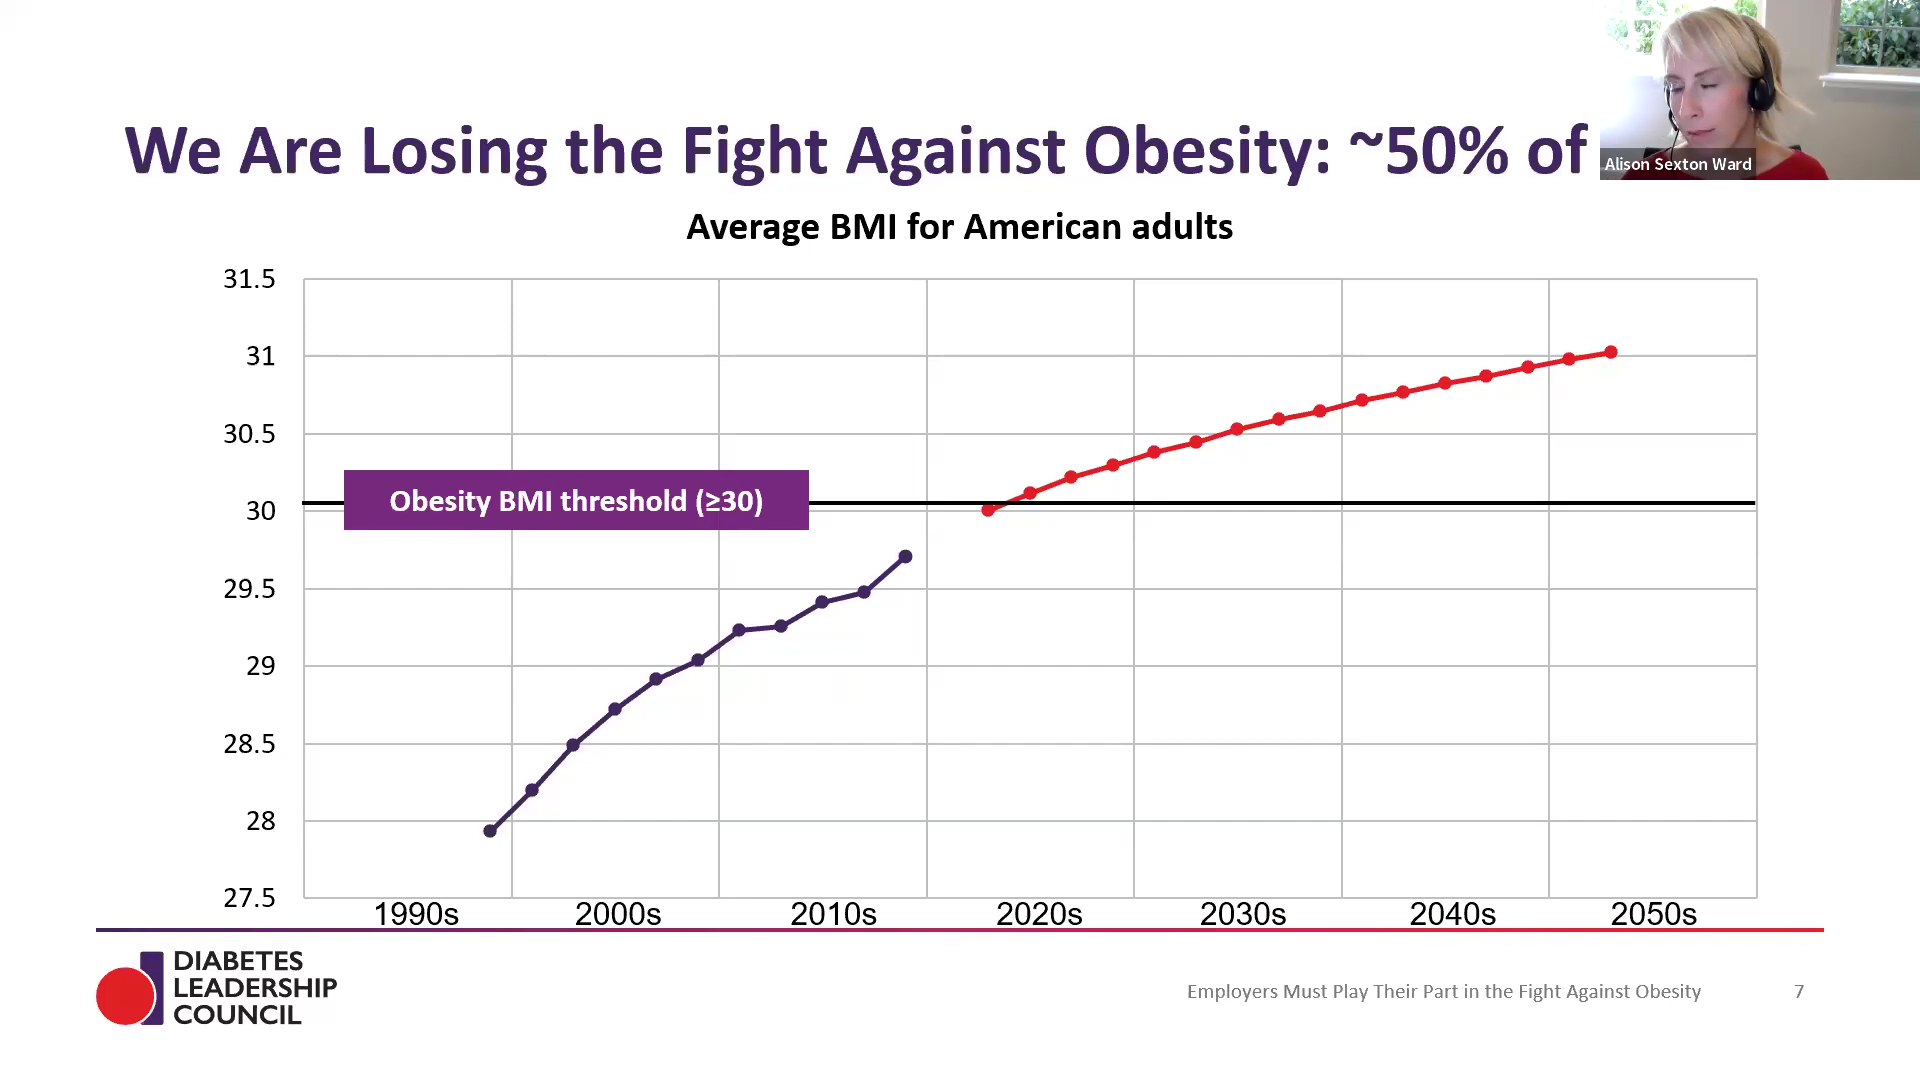 We Are Losing the Fight Against Obesity: ~50% of
Alison Sexton Ward
Average BMI for American adults
31.5
31
30.5
30
29.5
29
28.5
28
27.5
Obesity BMI threshold (≥30)
1990s 2000s 2010s 2020s 2030s 2040s 2050s
DIABETES
LEADERSHIP
COUNCIL
Employers Must Play Their Part in the Fight Against Obesity 7